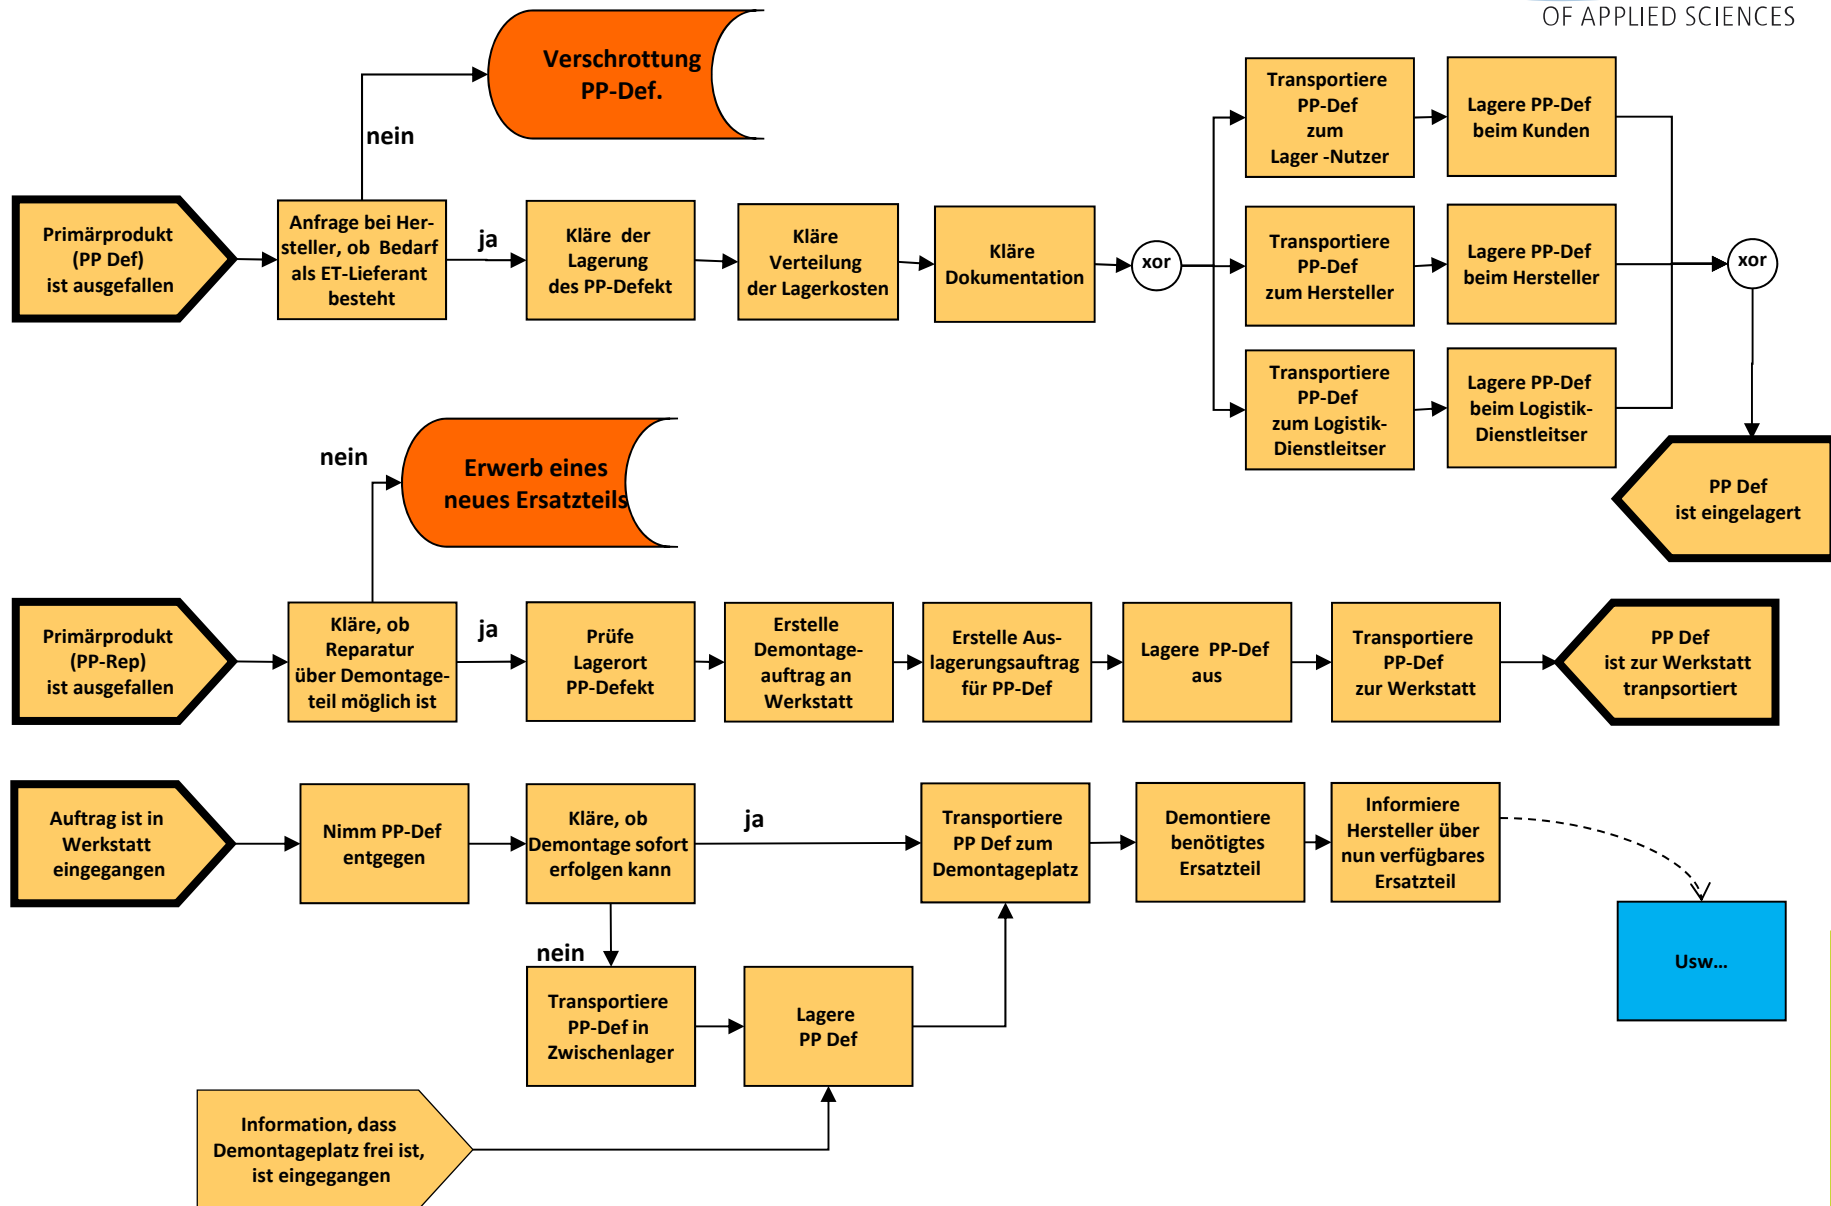 OF APPLIED SCIENCES
Verschrottung
PP-Def.
nein
Primärprodukt
(PP Def)
ist ausgefallen
Anfrage bei Her-
steller, ob Bedarf
als ET-Lieferant
besteht
ja
Kläre der
Lagerung
des PP-Defekt
Kläre
Verteilung
der Lagerkosten
Kläre
Dokumentation
xor
Transportiere
PP-Def
zum
Lager -Nutzer
Lagere PP-Def
beim Kunden
Transportiere
PP-Def
zum Hersteller
Lagere PP-Def
beim Hersteller
Transportiere
PP-Def
zum Logistik-
Dienstleitser
Lagere PP-Def
beim Logistik-
Dienstleitser
xor
PP Def
ist eingelagert
nein
Erwerb eines
neues Ersatzteils
Primärprodukt
(PP-Rep)
ist ausgefallen
Kläre, ob
Reparatur
über Demontage-
teil möglich ist
ja
Prüfe
Lagerort
PP-Defekt
Erstelle
Demontage-
auftrag an
Werkstatt
Erstelle Aus-
lagerungsauftrag
für PP-Def
Lagere PP-Def
aus
Transportiere
PP-Def
zur Werkstatt
PP Def
ist zur Werkstatt
tranpsortiert
Auftrag ist in
Werkstatt
eingegangen
Nimm PP-Def
entgegen
Kläre, ob
Demontage sofort
erfolgen kann
ja
Transportiere
PP Def zum
Demontageplatz
Demontiere
benötigtes
Ersatzteil
Informiere
Hersteller über
nun verfügbares
Ersatzteil
Usw...
nein
Transportiere
PP-Def in
Zwischenlager
Lagere
PP Def
Information, dass
Demontageplatz frei ist,
ist eingegangen